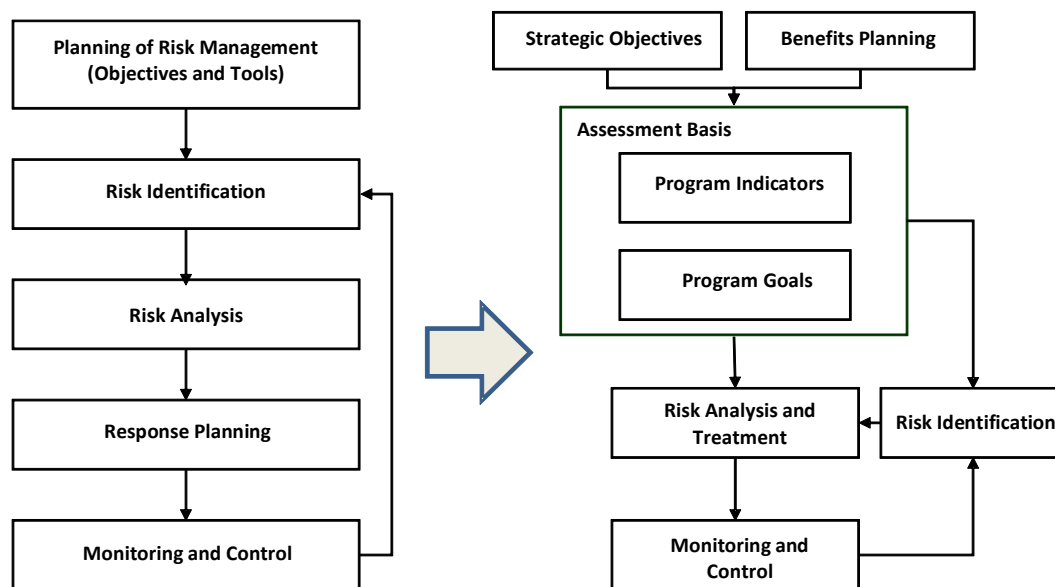 Planning of Risk Management
(Objectives and Tools)
Risk Identification
Risk Analysis
Response Planning
Monitoring and Control
Strategic Objectives
Benefits Planning
Assessment Basis
Program Indicators
Program Goals
Risk Analysis and
Treatment
Risk Identification
Monitoring and
Control